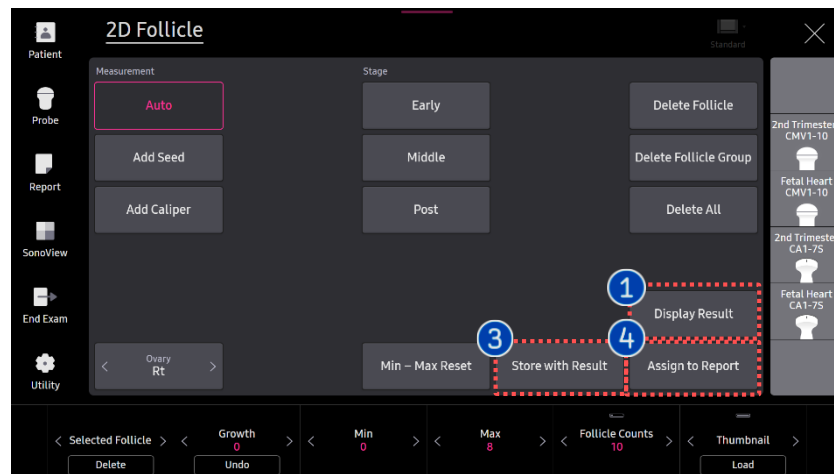 2D Follicle
Standard
Patient
Probe
Report
SonoView
End Exam
Utility
Measurement
Auto
Add Seed
Add Caliper
< Ovary >
Rt
Stage
Early
Middle
Post
Delete Follicle
Delete Follicle Group
Delete All
1
Display Result
3
4
Min – Max Reset
Store with Result
Assign to Report
2nd Trimester
CMV1-10
Fetal Heart
CMV1-10
2nd Trimeste
CA1-7S
Fetal Heart
CA1-7S
< Selected Follicle >
Delete
< Growth >
0
Undo
< Min >
0
< Max >
8
< Follicle Counts >
10
< Thumbnail >
Load